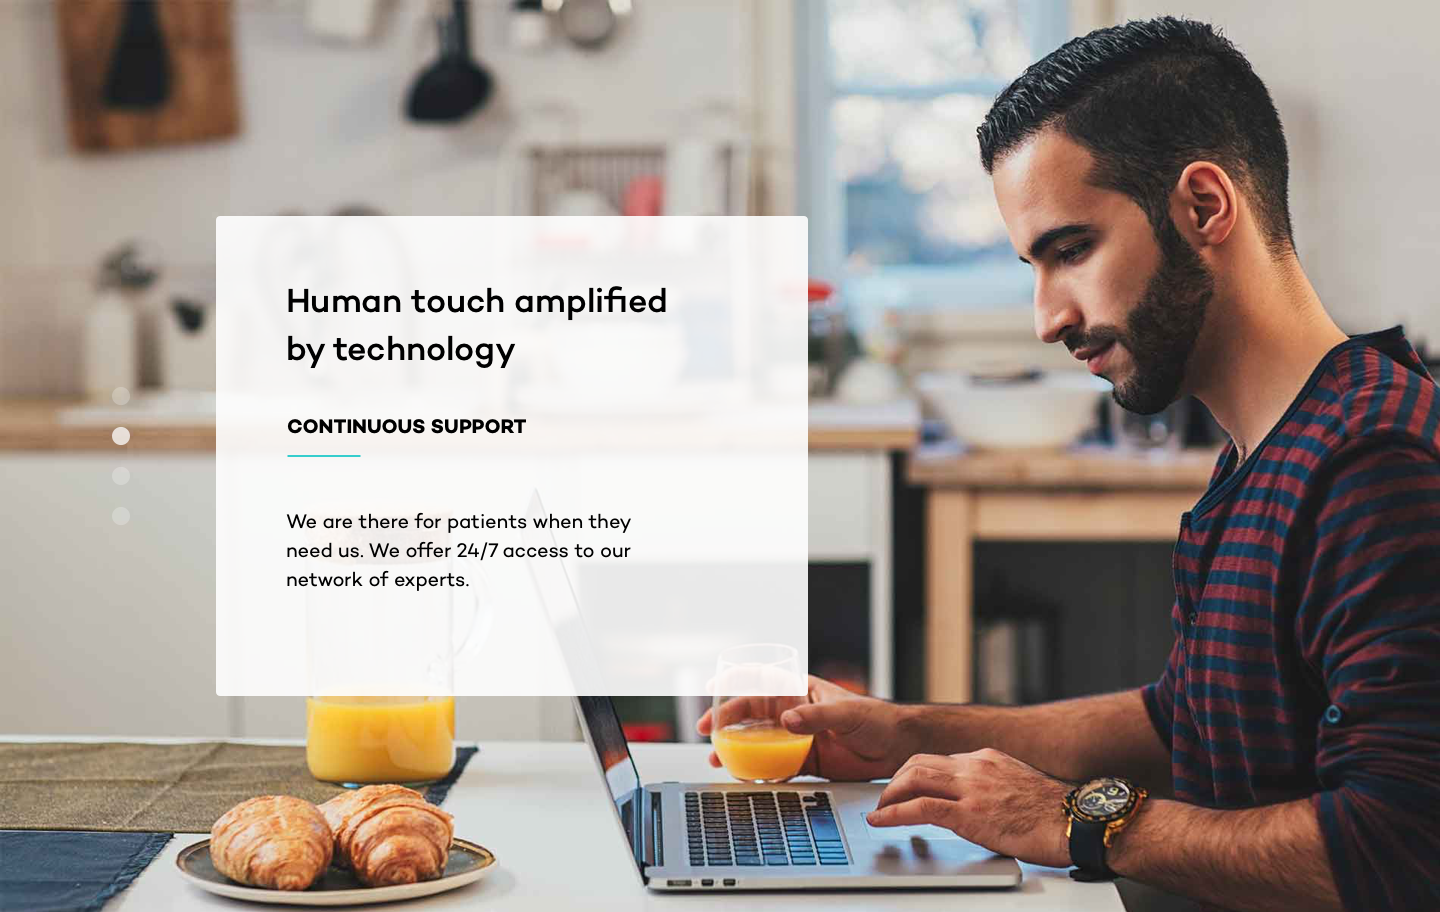 Human touch amplified
by technology
CONTINUOUS SUPPORT
We are there for patients when they
need us. We offer 24/7 access to our
network of experts.